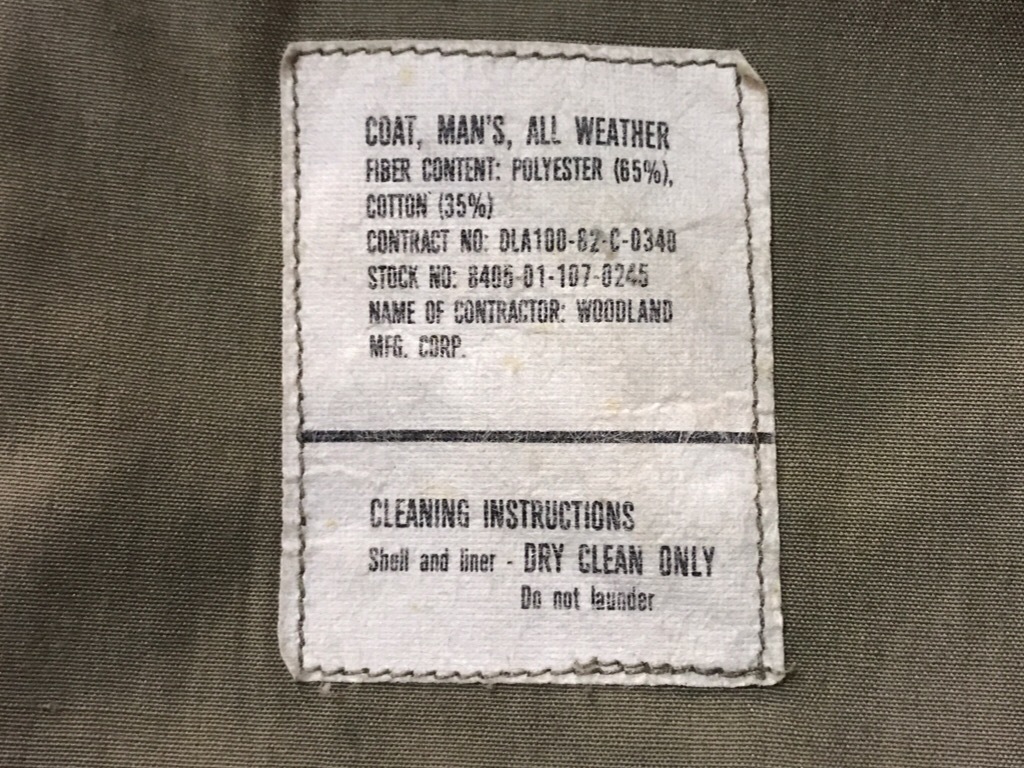 COAT, MAN'S, ALL WEATHER
FIBER CONTENT: POLYESTER (65%),
COTTON (35%)
CONTRACT NO: DLA100-82-C-0340
STOCK NO: 8405-01-107-0245
NAME OF CONTRACTOR: WOODLAND
MFG. CORP.
CLEANING INSTRUCTIONS
Shell and liner - DRY CLEAN ONLY
Do not launder